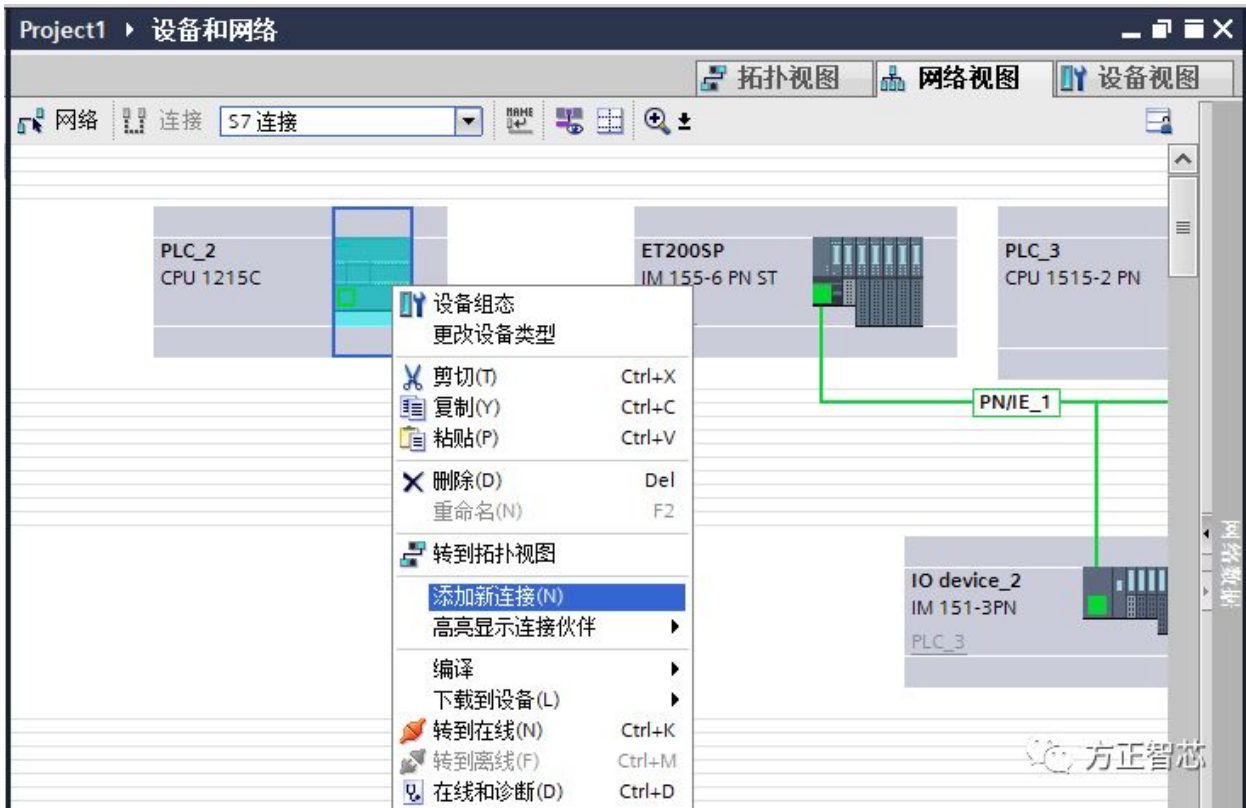 Project1 ▸ 设备和网络
拓扑视图 网络视图 设备视图
网络 连接 S7连接
PLC_2
CPU 1215C
ET200SP
IM 155-6 PN ST
PLC_3
CPU 1515-2 PN
设备组态
更改设备类型
剪切(T) Ctrl+X
复制(Y) Ctrl+C
粘贴(P) Ctrl+V
删除(D) Del
重命名(N) F2
转到拓扑视图
添加新连接(N)
高亮显示连接伙伴
编译
下载到设备(L)
转到在线(N) Ctrl+K
转到离线(F) Ctrl+M
在线和诊断(D) Ctrl+D
PN/IE_1
IO device_2
IM 151-3PN
PLC_3
网络数据
方正智芯